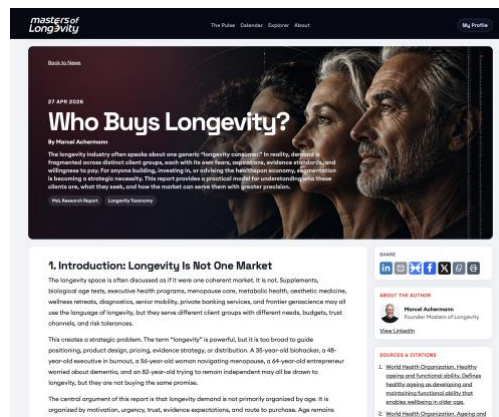 masters of
Longevity
The Pulse Calendar Explorer About
My Profile
Back to News
27 APR 2026
Who Buys Longevity?
By Marcel Achermann
The longevity industry often speaks about one generic "longevity consumer." In reality, demand is
fragmented across distinct client groups, each with its own fears, aspirations, evidence standards, and
willingness to pay. For anyone building, investing in, or advising the healthspan economy, segmentation
is becoming a strategic necessity. This report provides a practical model for understanding who these
clients are, what they seek, and how the market can serve them with greater precision.
MoL Research Report Longevity Taxonomy
1. Introduction: Longevity Is Not One Market
The longevity space is often discussed as if it were one coherent market. It is not. Supplements,
biological age tests, executive health programs, menopause care, metabolic health, aesthetic medicine,
wellness retreats, diagnostics, senior mobility, private banking services, and frontier geroscience may all
use the language of longevity, but they serve different client groups with different needs, budgets, trust
channels, and risk tolerances.
This creates a strategic problem. The term "longevity" is powerful, but it is too broad to guide
positioning, product design, pricing, evidence strategy, or distribution. A 35-year-old biohacker, a 48-
year-old executive in burnout, a 56-year-old woman navigating menopause, a 64-year-old entrepreneur
worried about dementia, and an 82-year-old trying to remain independent may all be drawn to
longevity, but they are not buying the same promise.
The central argument of this report is that longevity demand is not primarily organized by age. It is
organized by motivation, urgency, trust, evidence expectations, and route to purchase. Age remains
SHARE
ABOUT THE AUTHOR
Marcel Achermann
Founder Masters of Longevity
View LinkedIn
SOURCES & CITATIONS
1. World Health Organization. Healthy
ageing and functional ability. Defines
healthy ageing as developing and
maintaining functional ability that
enables wellbeing in older age.
2. World Health Organization. Ageing and